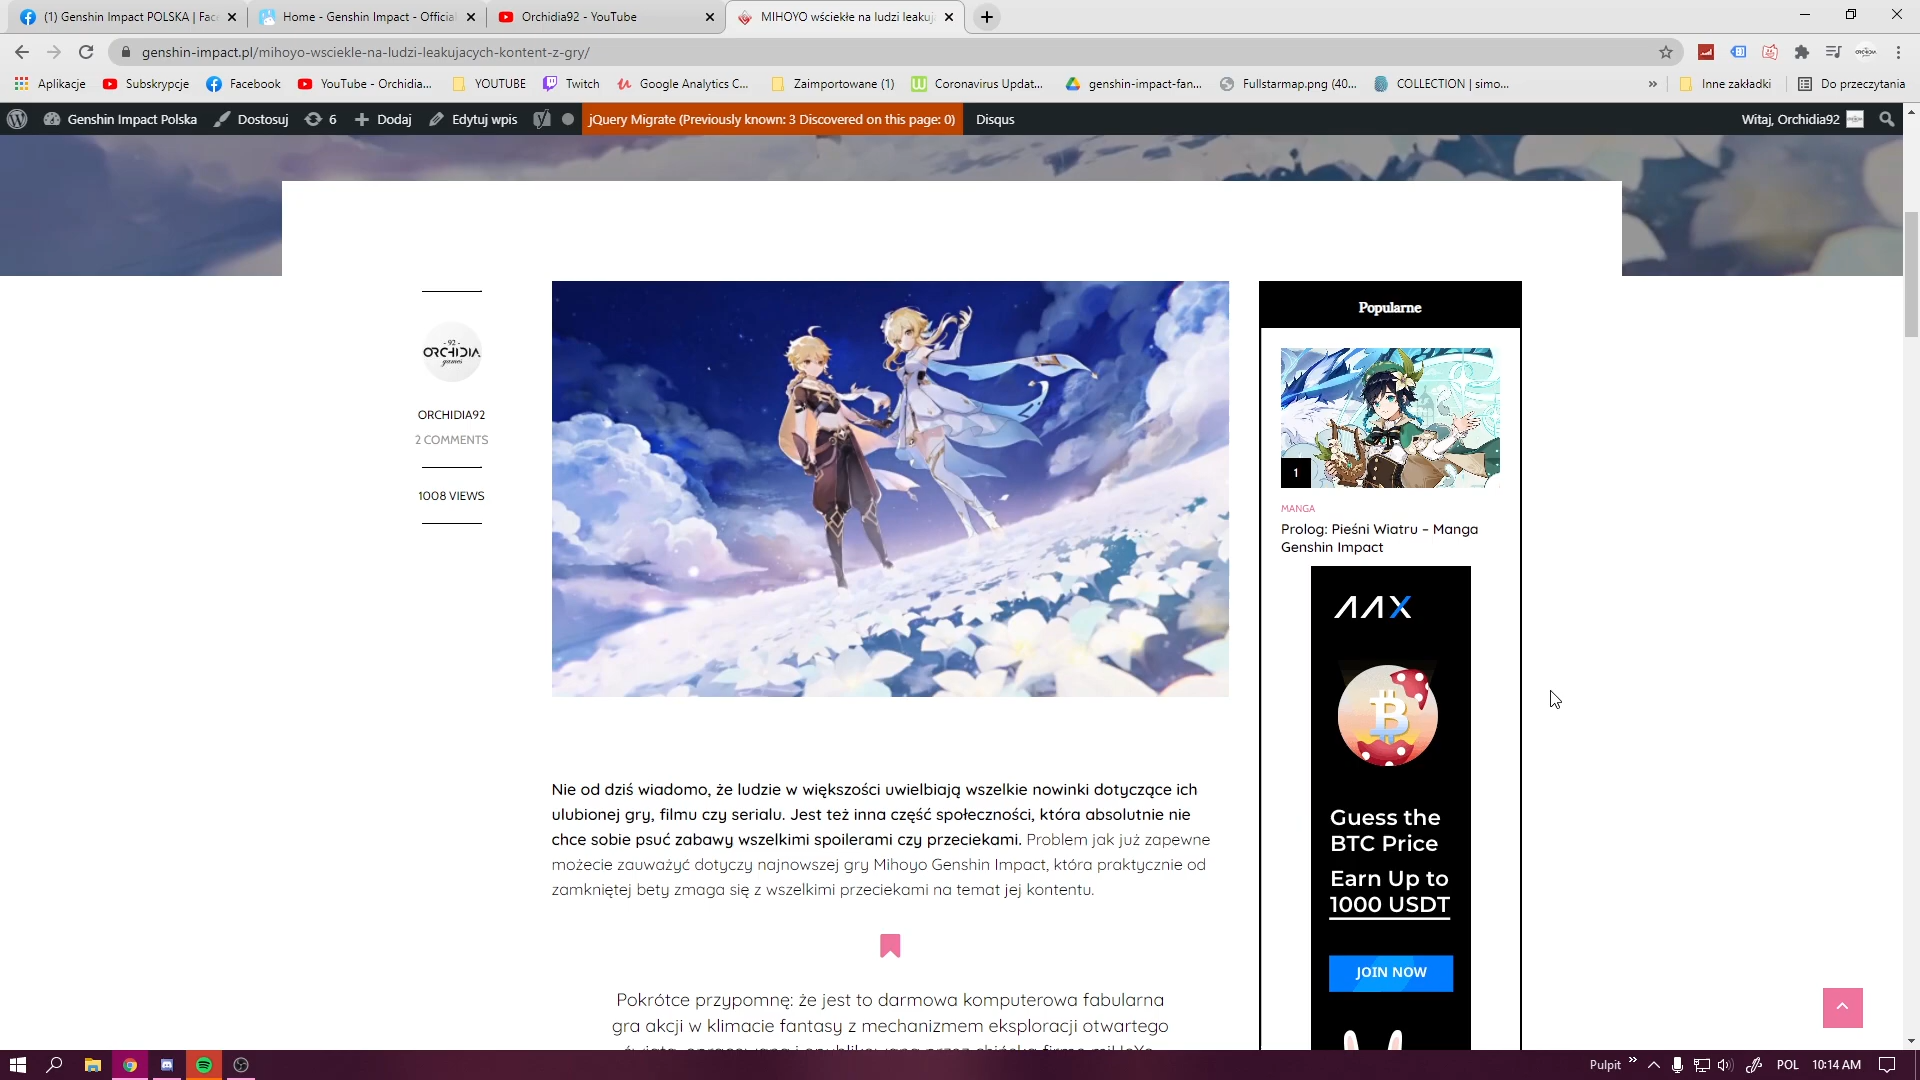 (1) Genshin Impact POLSKA | Fac
Home - Genshin Impact - Official
Orchidia92 - YouTube
MIHOYO wściekłe na ludzi leakuj
genshin-impact.pl/mihoyo-wsciekle-na-ludzi-leakujacych-kontent-z-gry/
Aplikacje
Subskrypcje
Facebook
YouTube - Orchidia...
YOUTUBE
Twitch
Google Analytics C...
Zaimportowane (1)
Coronavirus Updat...
genshin-impact-fan...
Fullstarmap.png (40...
COLLECTION | simo...
»
Inne zakładki
Do przeczytania
Genshin Impact Polska
Dostosuj
6
Dodaj
Edytuj wpis
jQuery Migrate (Previously known: 3 Discovered on this page: 0)
Disqus
Witaj, Orchidia92
- 92 -
ORCHIDIA
games
ORCHIDIA92
2 COMMENTS
1008 VIEWS
Popularne
1
MANGA
Prolog: Pieśni Wiatru – Manga
Genshin Impact
AAX
Guess the
BTC Price
Earn Up to
1000 USDT
JOIN NOW
Nie od dziś wiadomo, że ludzie w większości uwielbiają wszelkie nowinki dotyczące ich
ulubionej gry, filmu czy serialu. Jest też inna część społeczności, która absolutnie nie
chce sobie psuć zabawy wszelkimi spoilerami czy przeciekami. Problem jak już zapewne
możecie zauważyć dotyczy najnowszej gry Mihoyo Genshin Impact, która praktycznie od
zamkniętej bety zmaga się z wszelkimi przeciekami na temat jej kontentu.
Pokrótce przypomnę: że jest to darmowa komputerowa fabularna
gra akcji w klimacie fantasy z mechanizmem eksploracji otwartego
Pulpit
»
POL
10:14 AM